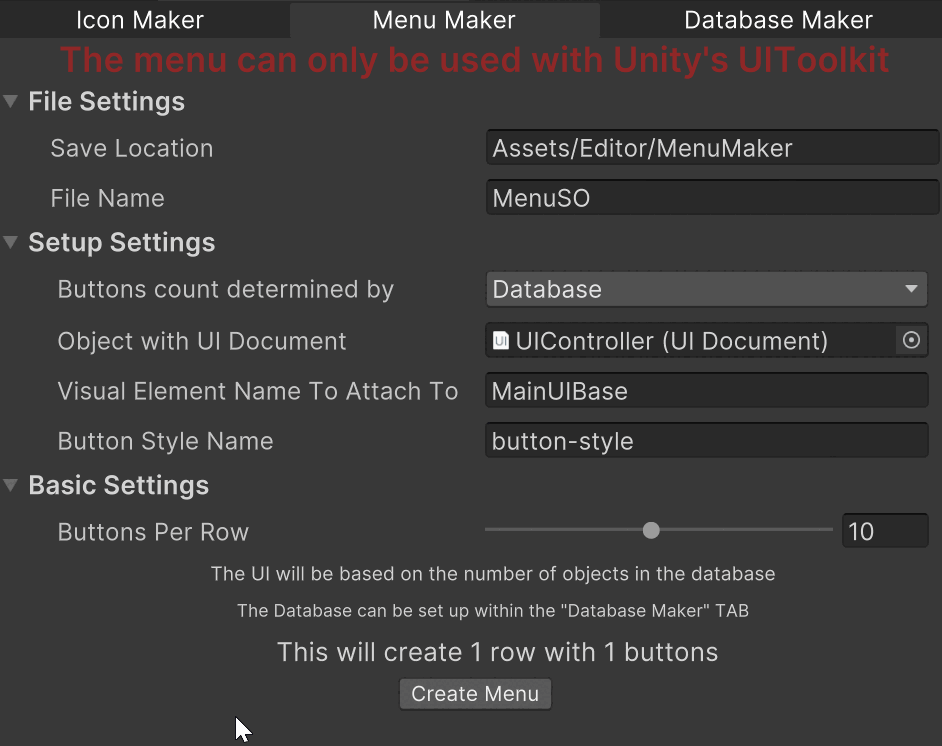 Icon Maker Menu Maker Database Maker
The menu can only be used with Unity's UIToolkit
File Settings
Save Location Assets/Editor/MenuMaker
File Name MenuSO
Setup Settings
Buttons count determined by Database
Object with UI Document UIController (UI Document)
Visual Element Name To Attach To MainUIBase
Button Style Name button-style
Basic Settings
Buttons Per Row 10
The UI will be based on the number of objects in the database
The Database can be set up within the "Database Maker" TAB
This will create 1 row with 1 buttons
Create Menu